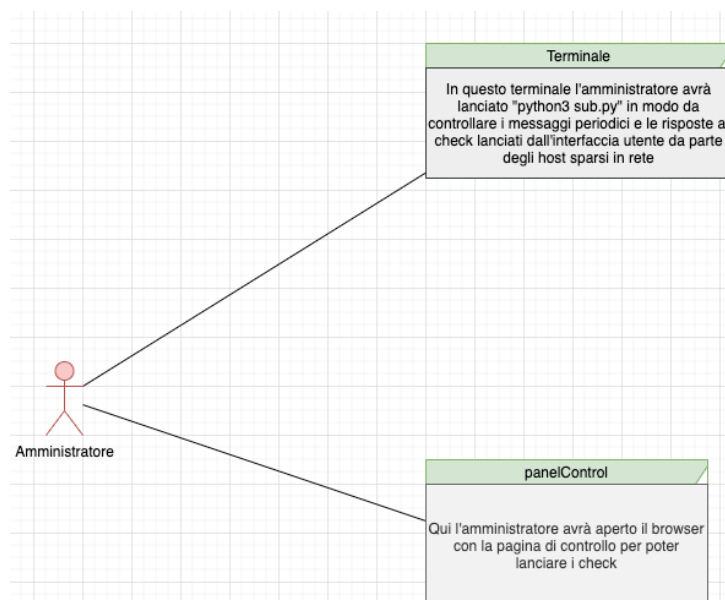 Terminale
In questo terminale l'amministratore avrà
lanciato "python3 sub.py" in modo da
controllare i messaggi periodici e le risposte a
check lanciati dall'interfaccia utente da parte
degli host sparsi in rete
Amministratore
panelControl
Qui l'amministratore avrà aperto il browser
con la pagina di controllo per poter
lanciare i check